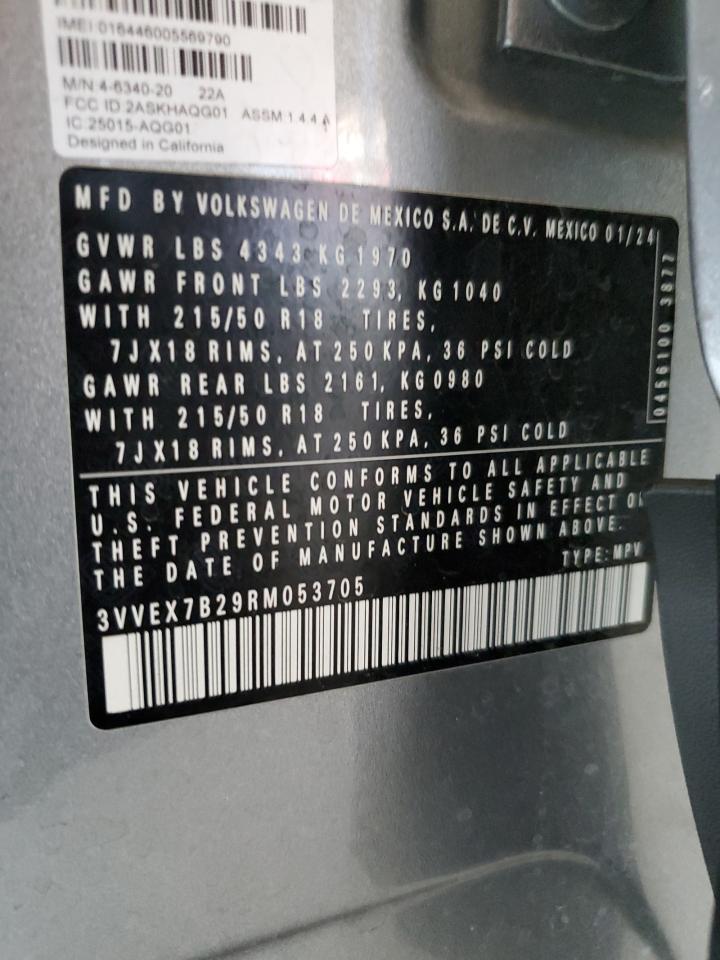 IMEI 016446005569790
M/N 4-6340-20 22A
FCC ID 2ASKHAQG01 ASSM 1.4.4
IC:25015-AQG01
Designed in California
MFD BY VOLKSWAGEN DE MEXICO S.A. DE C.V. MEXICO 01/24
GVWR LBS 4343 KG 1970
GAWR FRONT LBS 2293, KG 1040
WITH 215/50 R18 TIRES,
7JX18 RIMS, AT 250 KPA, 36 PSI COLD
GAWR REAR LBS 2161, KG 0980
WITH 215/50 R18 TIRES,
7JX18 RIMS, AT 250 KPA, 36 PSI COLD
0456100 3877
THIS VEHICLE CONFORMS TO ALL APPLICABLE
U.S. FEDERAL MOTOR VEHICLE SAFETY AND
THEFT PREVENTION STANDARDS IN EFFECT
THE DATE OF MANUFACTURE SHOWN ABOVE.
TYPE: MPV
3VVEX7B29RM053705